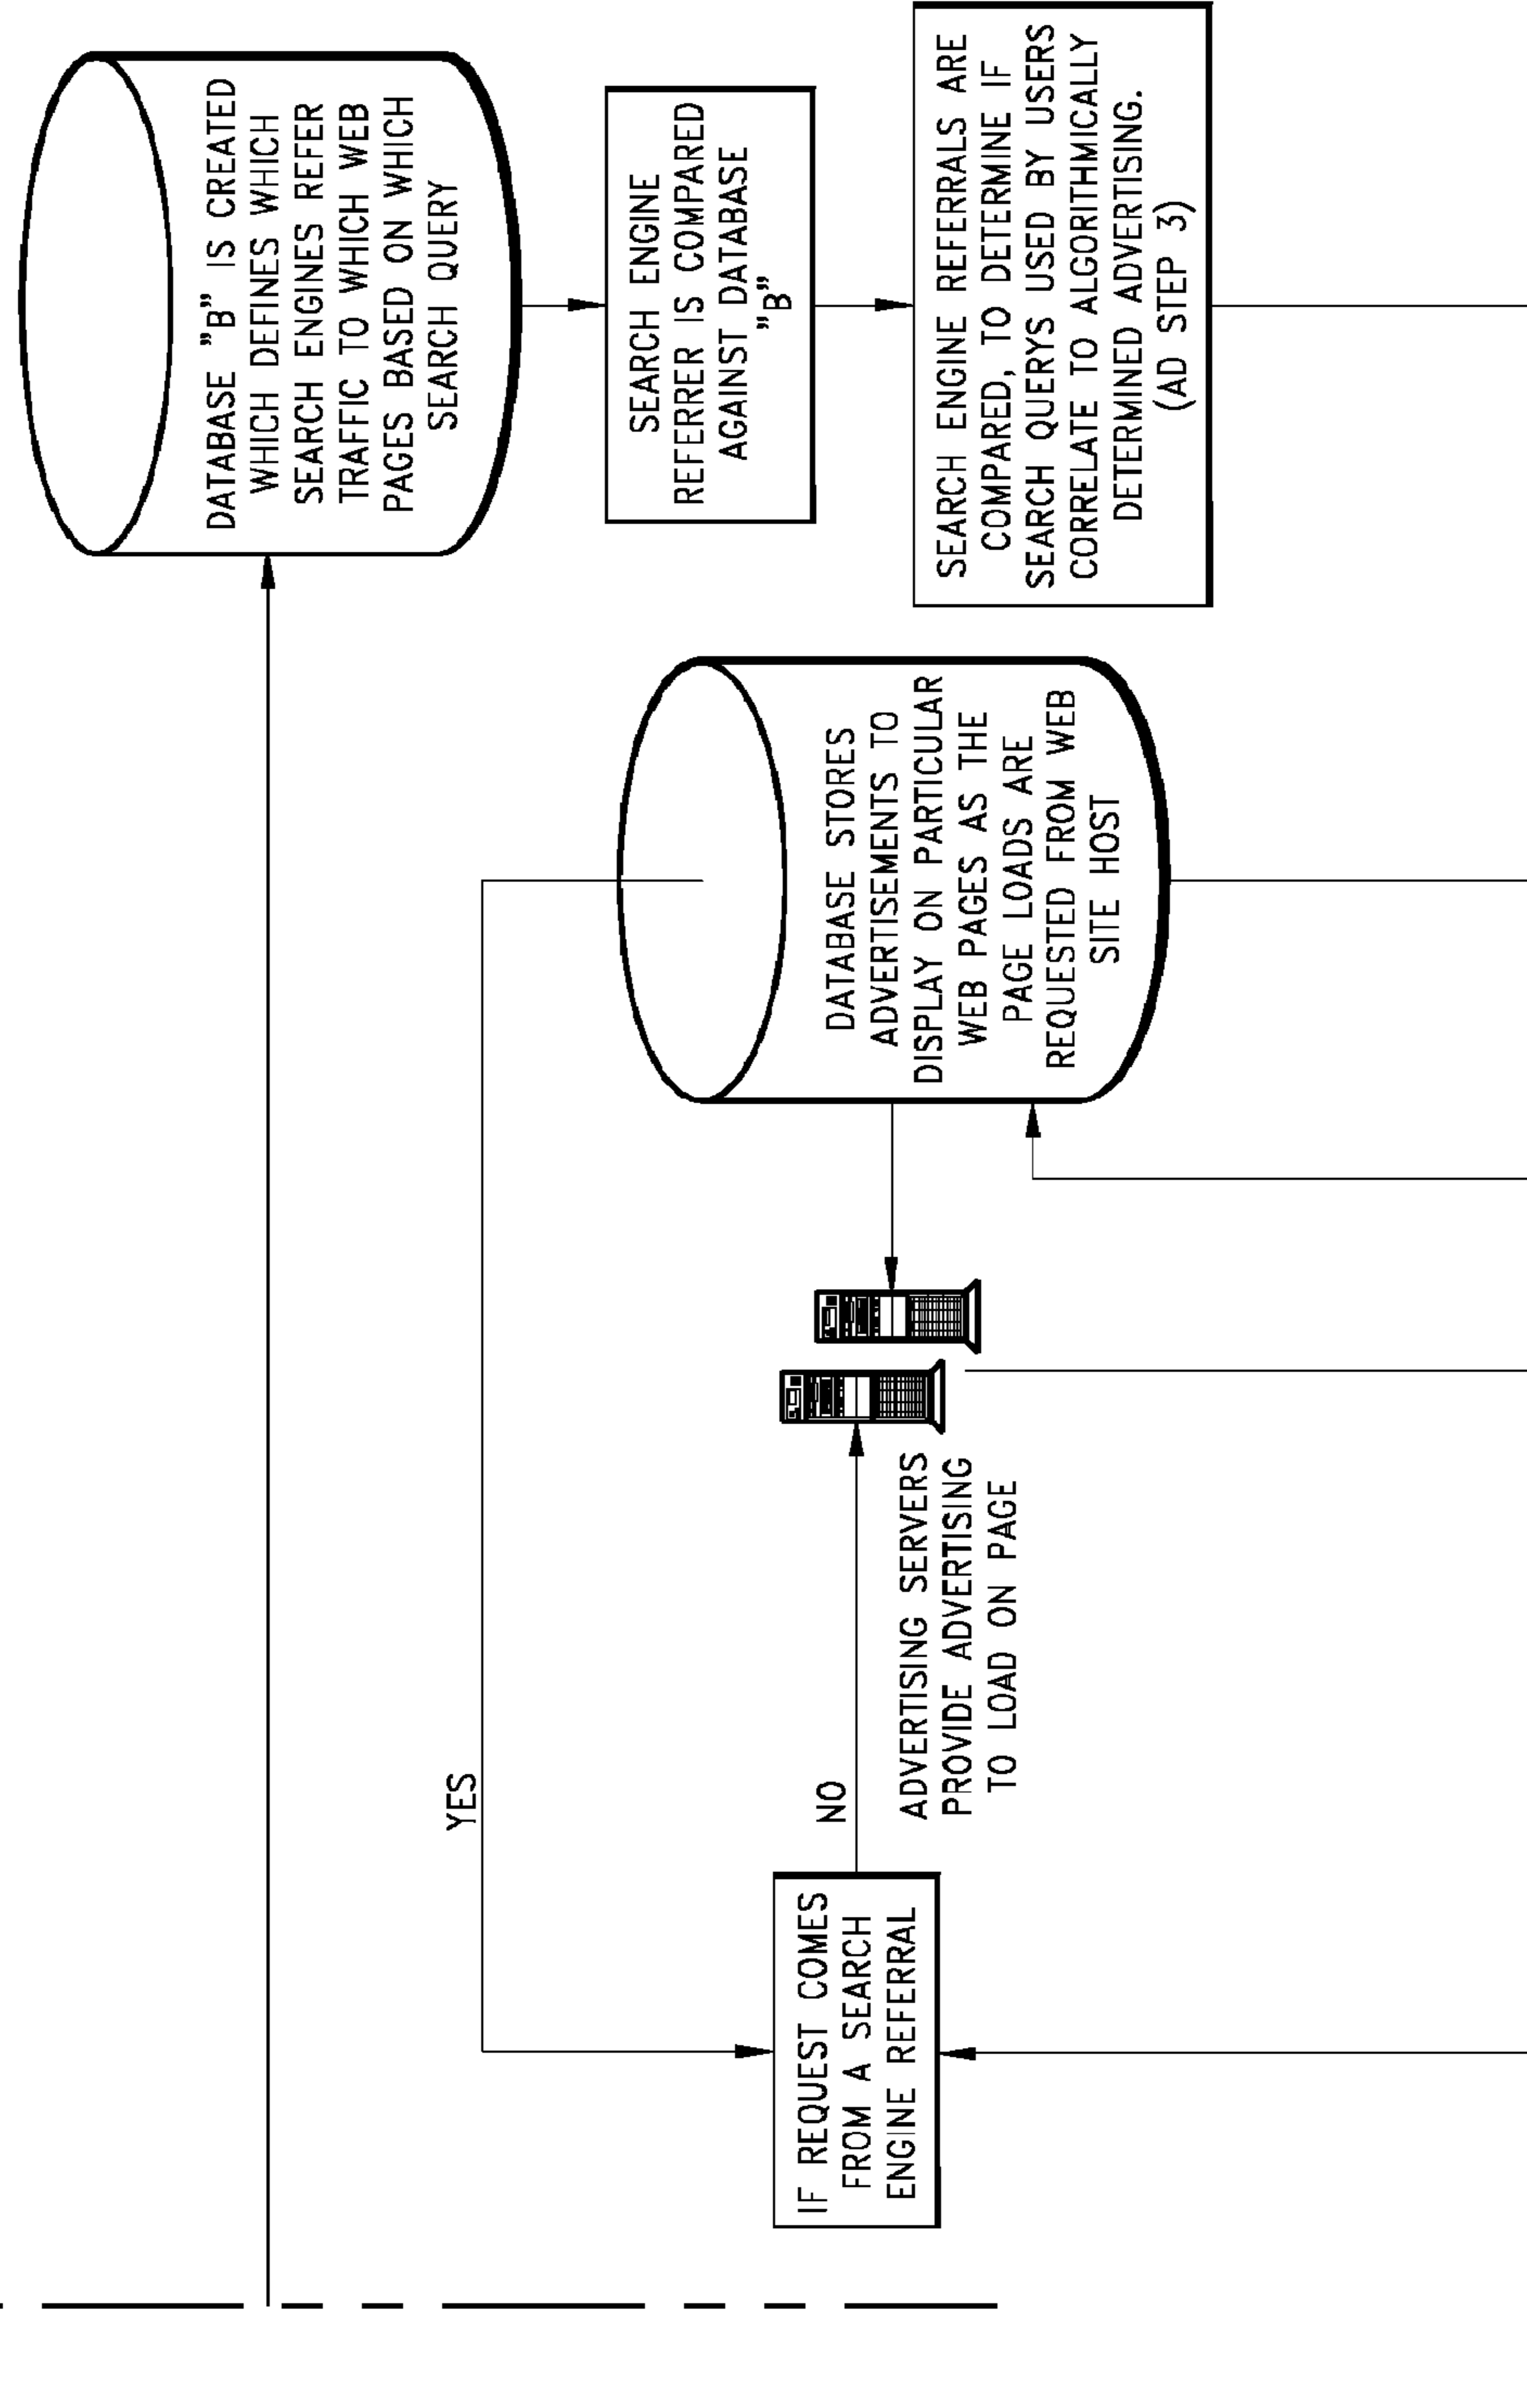 DATABASE "B" IS CREATED
WHICH DEFINES WHICH
SEARCH ENGINES REFER
TRAFFIC TO WHICH WEB
PAGES BASED ON WHICH
SEARCH QUERY
SEARCH ENGINE
REFERRER IS COMPARED
AGAINST DATABASE
"B"
SEARCH ENGINE REFERRALS ARE
COMPARED, TO DETERMINE IF
SEARCH QUERYS USED BY USERS
CORRELATE TO ALGORITHMICALLY
DETERMINED ADVERTISING.
(AD STEP 3)
DATABASE STORES
ADVERTISEMENTS TO
DISPLAY ON PARTICULAR
WEB PAGES AS THE
PAGE LOADS ARE
REQUESTED FROM WEB
SITE HOST
YES
NO
ADVERTISING SERVERS
PROVIDE ADVERTISING
TO LOAD ON PAGE
IF REQUEST COMES
FROM A SEARCH
ENGINE REFERRAL